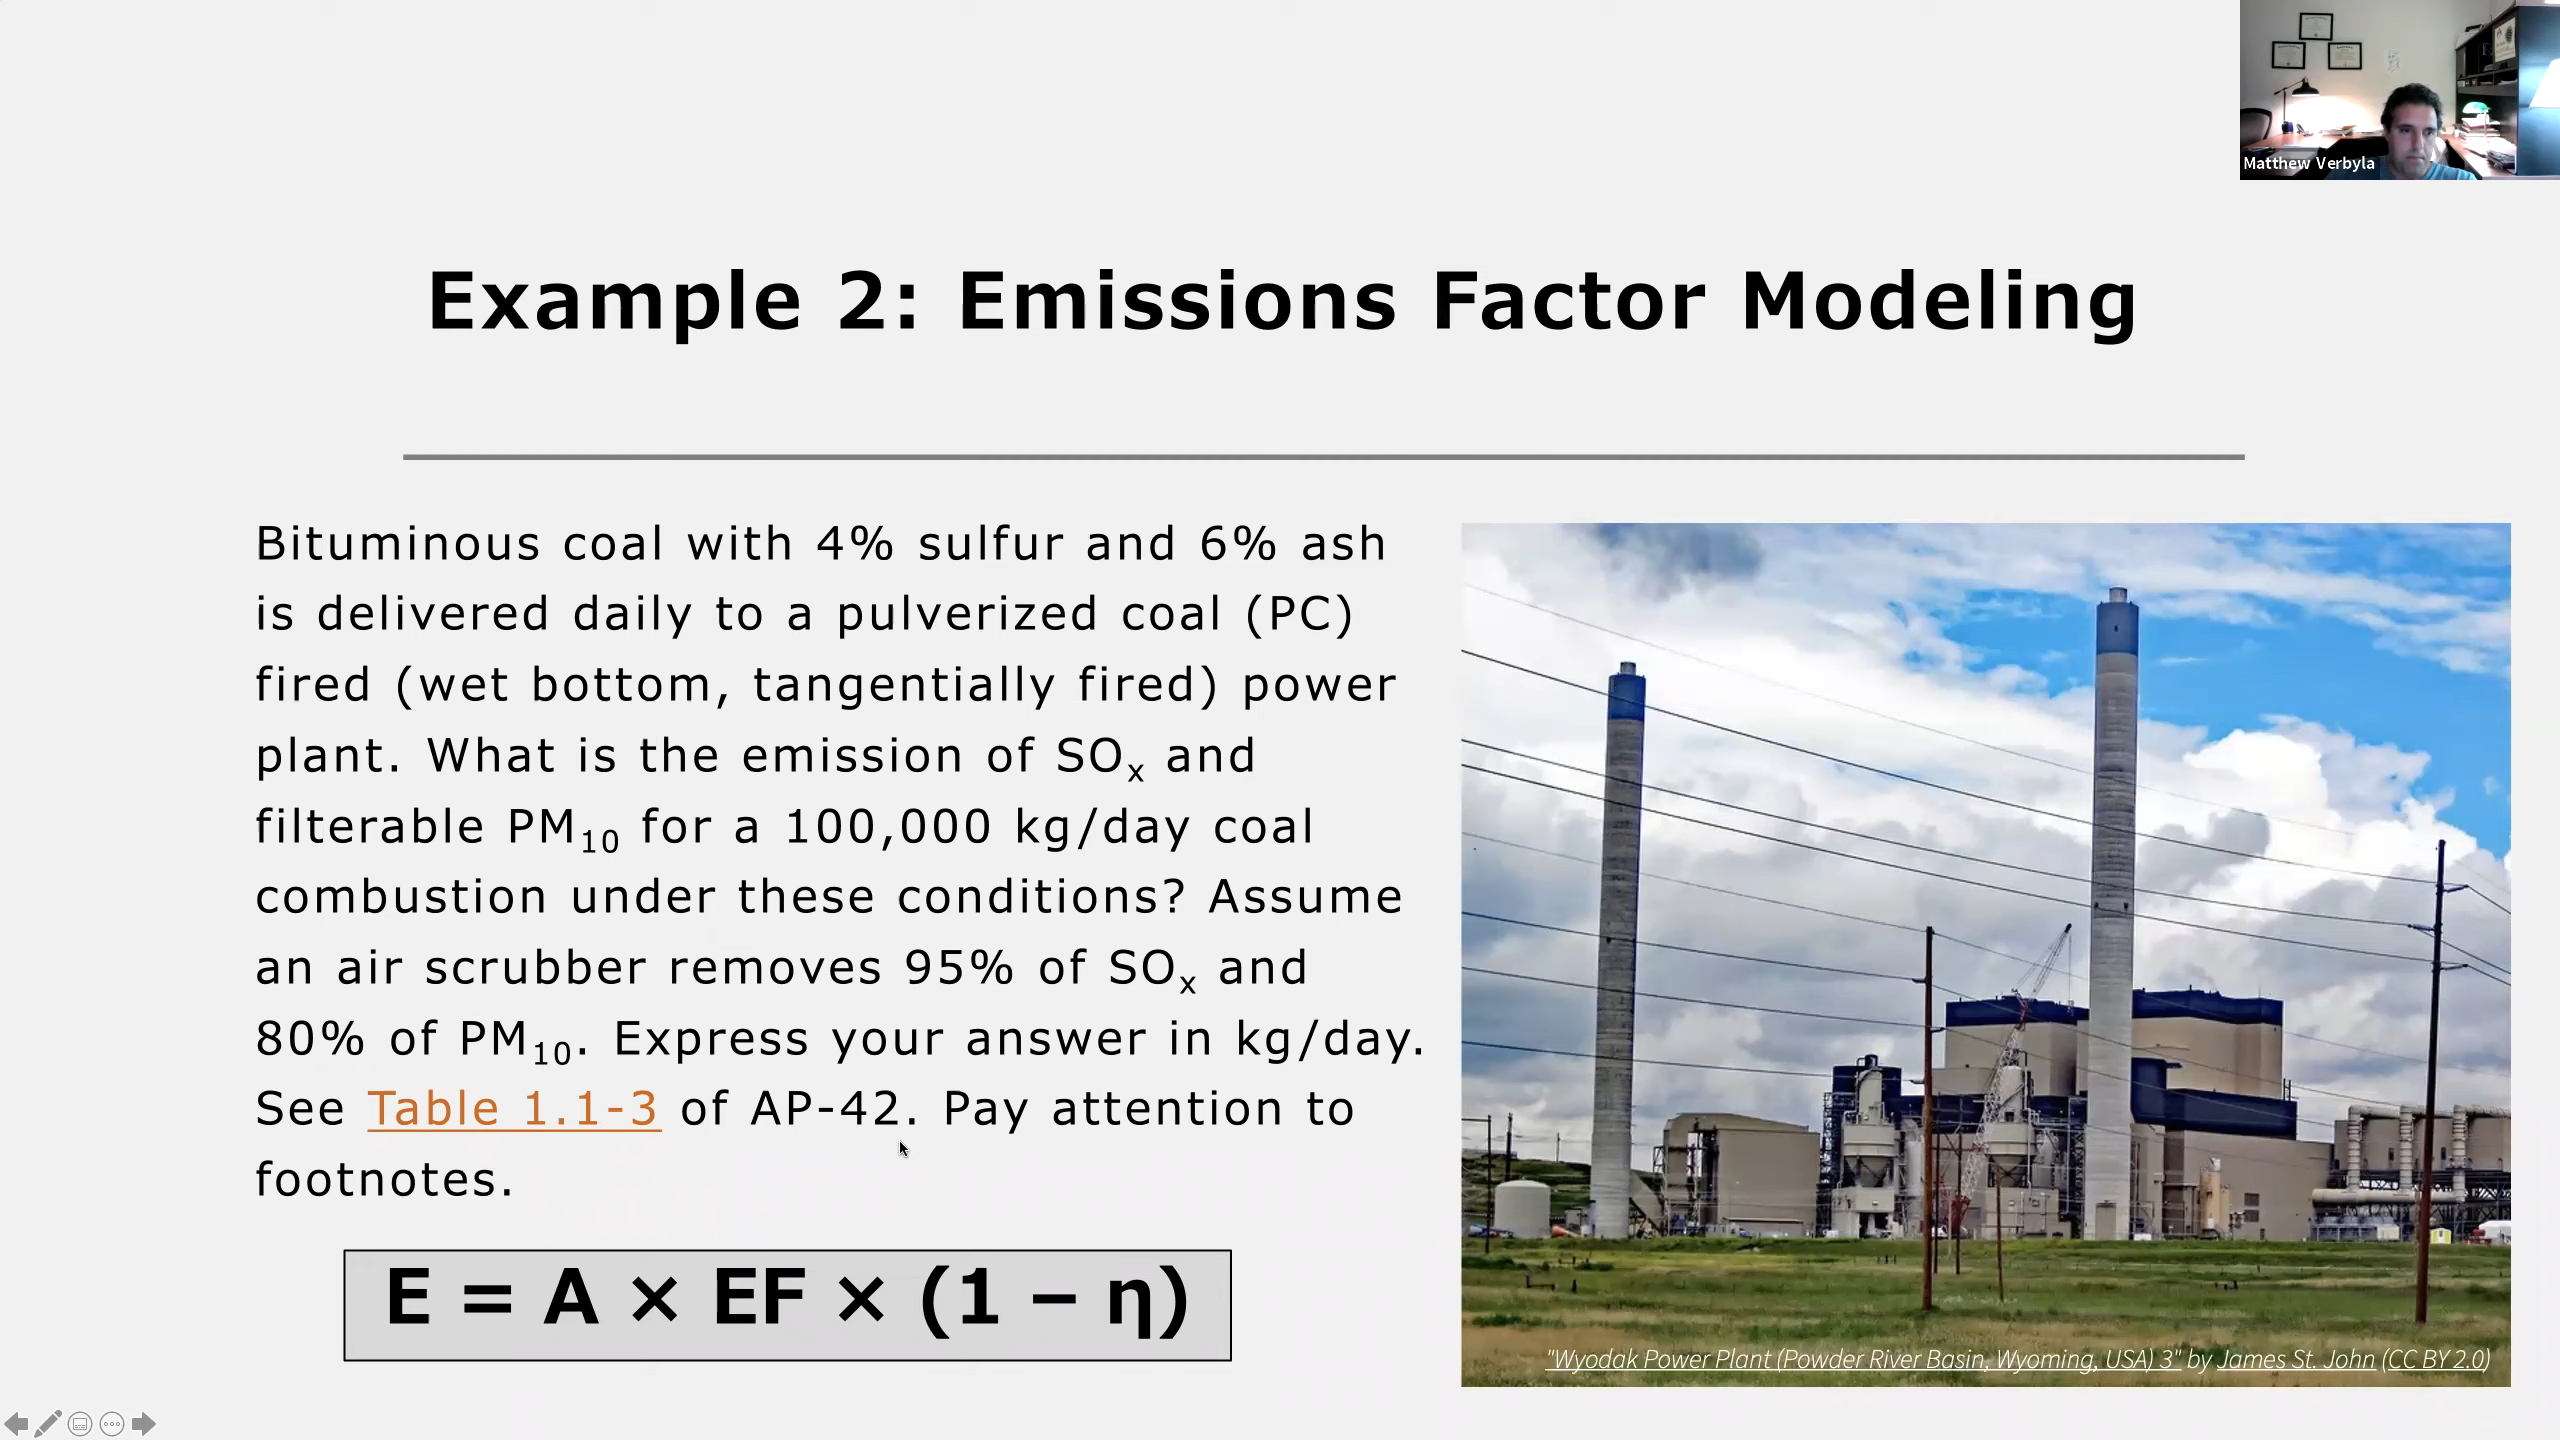 Matthew Verbyla
Example 2: Emissions Factor Modeling
Bituminous coal with 4% sulfur and 6% ash
is delivered daily to a pulverized coal (PC)
fired (wet bottom, tangentially fired) power
plant. What is the emission of SOₓ and
filterable PM₁₀ for a 100,000 kg/day coal
combustion under these conditions? Assume
an air scrubber removes 95% of SOₓ and
80% of PM₁₀. Express your answer in kg/day.
See Table 1.1-3 of AP-42. Pay attention to
footnotes.
E = A × EF × (1 – η)
"Wyodak Power Plant (Powder River Basin, Wyoming, USA) 3" by James St. John (CC BY 2.0)